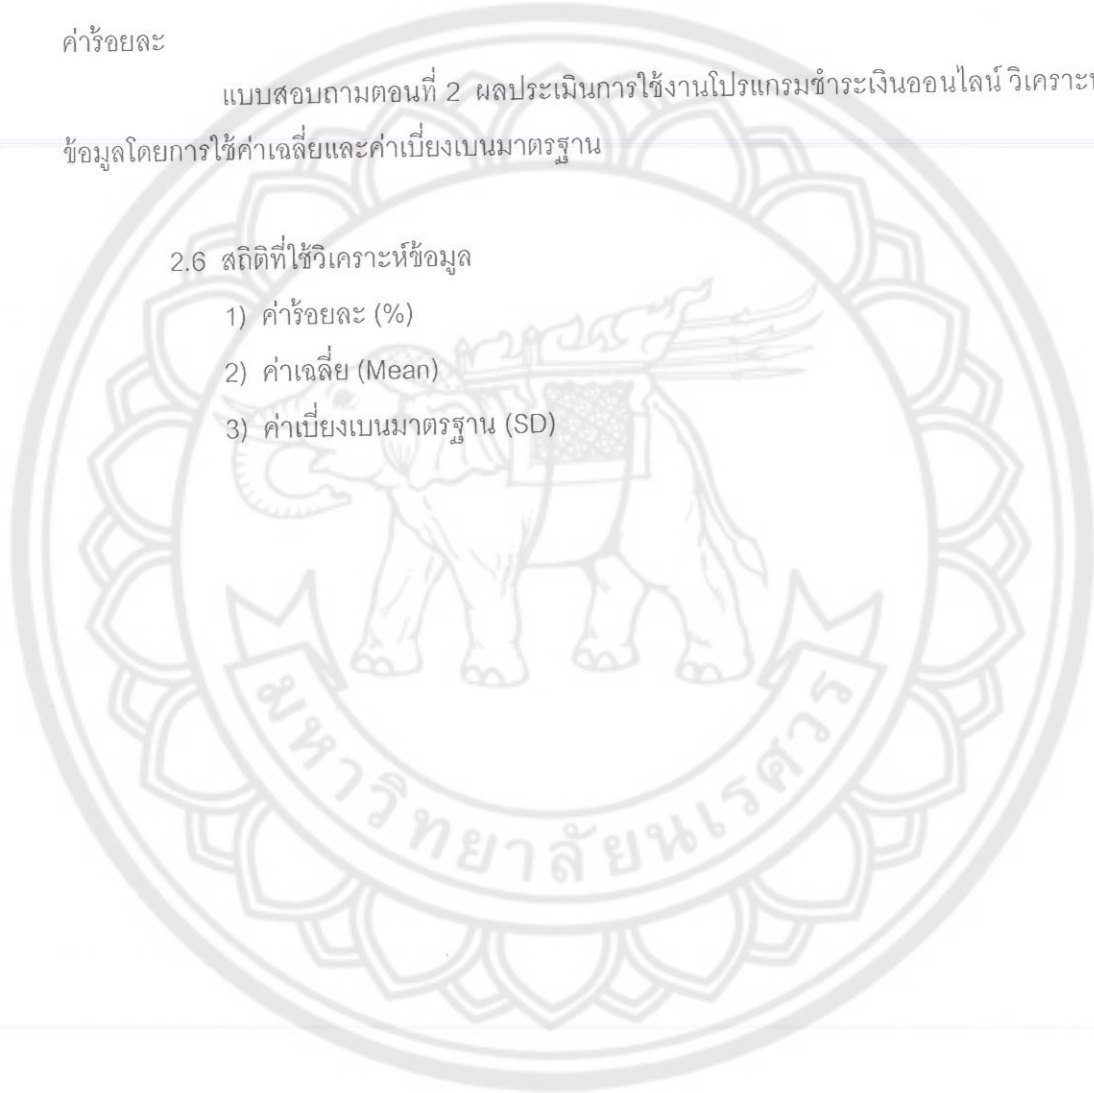 ค่าร้อยละ
แบบสอบถามตอนที่ 2 ผลประเมินการใช้งานโปรแกรมชำระเงินออนไลน์ วิเคราะห
ข้อมูลโดยการใช้ค่าเฉลี่ยและค่าเบี่ยงเบนมาตรฐาน
2.6 สถิติที่ใช้วิเคราะห์ข้อมูล
1) ค่าร้อยละ (%)
2) ค่าเฉลี่ย (Mean)
3) ค่าเบี่ยงเบนมาตรฐาน (SD)
มหาวิทยาลัยนเรศวร